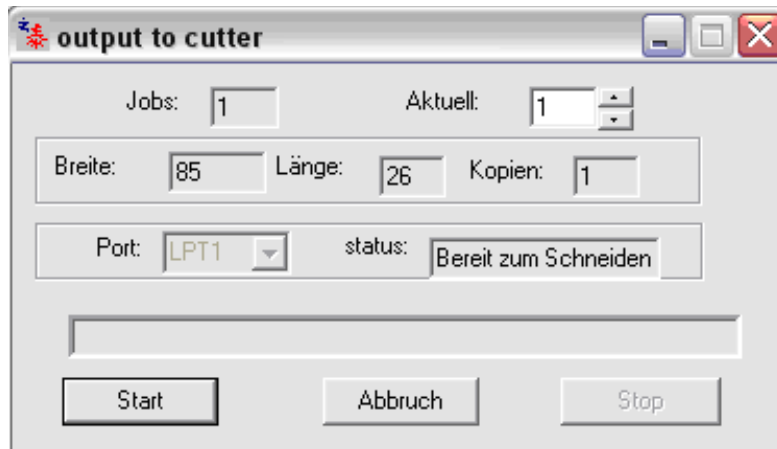 output to cutter
Jobs: 1 Aktuell: 1
Breite: 85 Länge: 26 Kopien: 1
Port: LPT1 status: Bereit zum Schneiden
Start Abbruch Stop